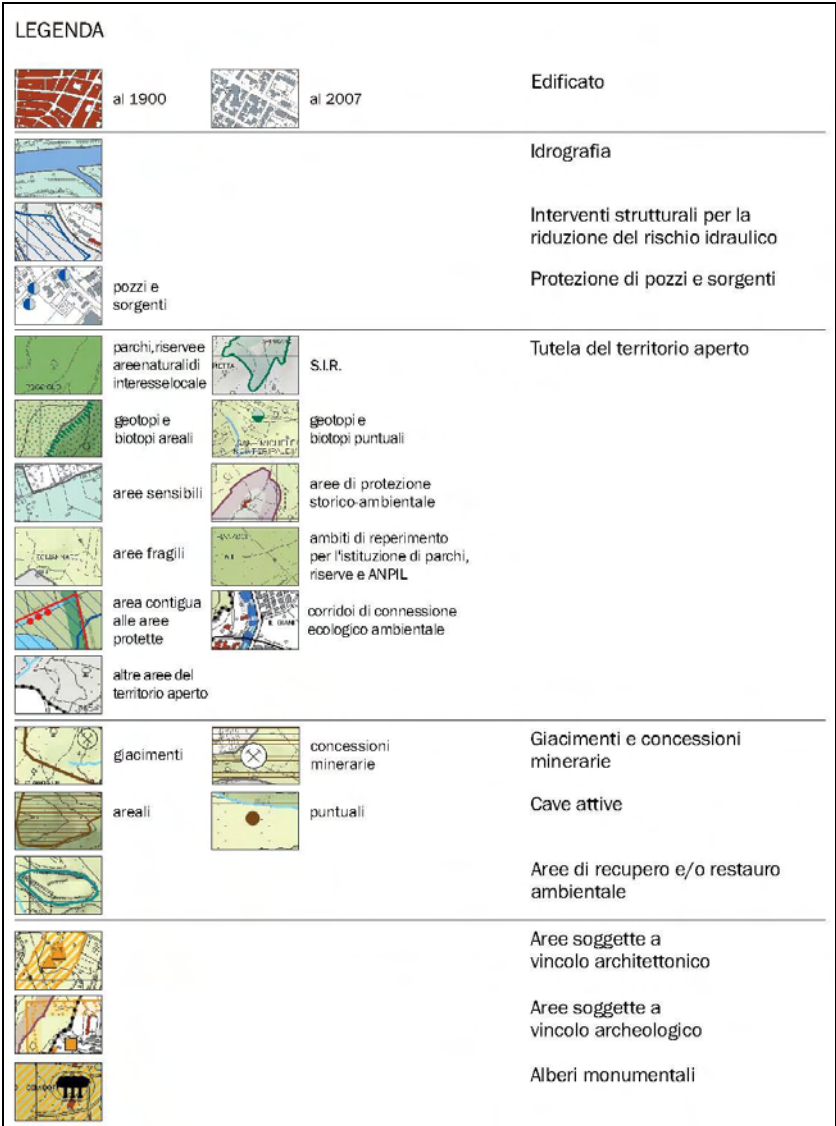 LEGENDA
al 1900
al 2007
Edificato
Idrografia
Interventi strutturali per la
riduzione del rischio idraulico
pozzi e
sorgenti
Protezione di pozzi e sorgenti
parchi,riservee
areenaturalidi
interesselocale
S.I.R.
Tutela del territorio aperto
geotopi e
biotopi areali
geotopi e
biotopi puntuali
aree sensibili
aree di protezione
storico-ambientale
aree fragili
ambiti di reperimento
per l'istituzione di parchi,
riserve e ANPIL
area contigua
alle aree
protette
IL GIANI
corridoi di connessione
ecologico ambientale
altre aree del
territorio aperto
giacimenti
concessioni
minerarie
Giacimenti e concessioni
minerarie
areali
puntuali
Cave attive
Aree di recupero e/o restauro
ambientale
Aree soggette a
vincolo architettonico
Aree soggette a
vincolo archeologico
Alberi monumentali